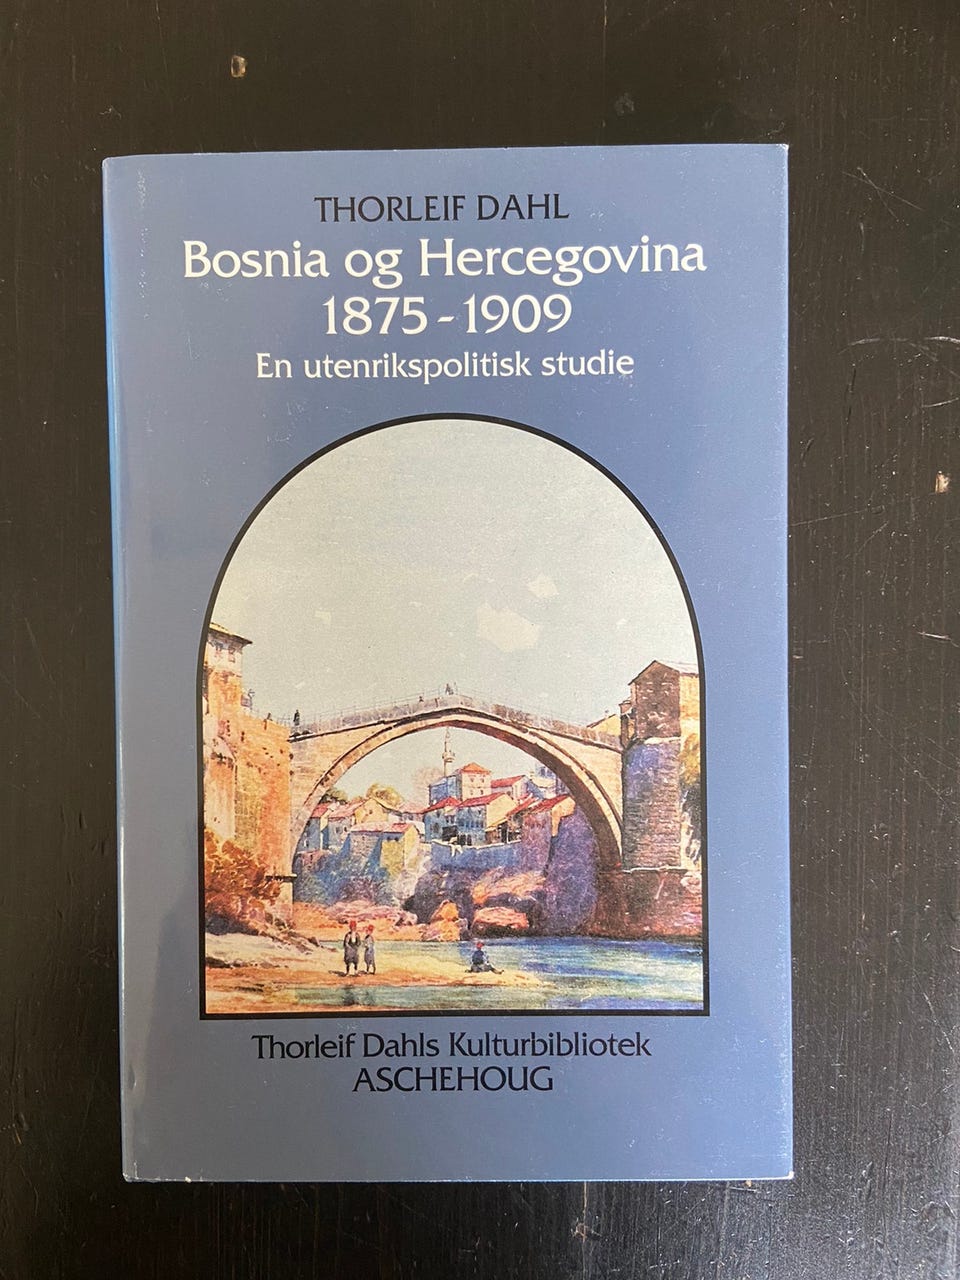 THORLEIF DAHL
Bosnia og Hercegovina
1875-1909
En utenrikspolitisk studie
Thorleif Dahls Kulturbibliotek
ASCHEHOUG